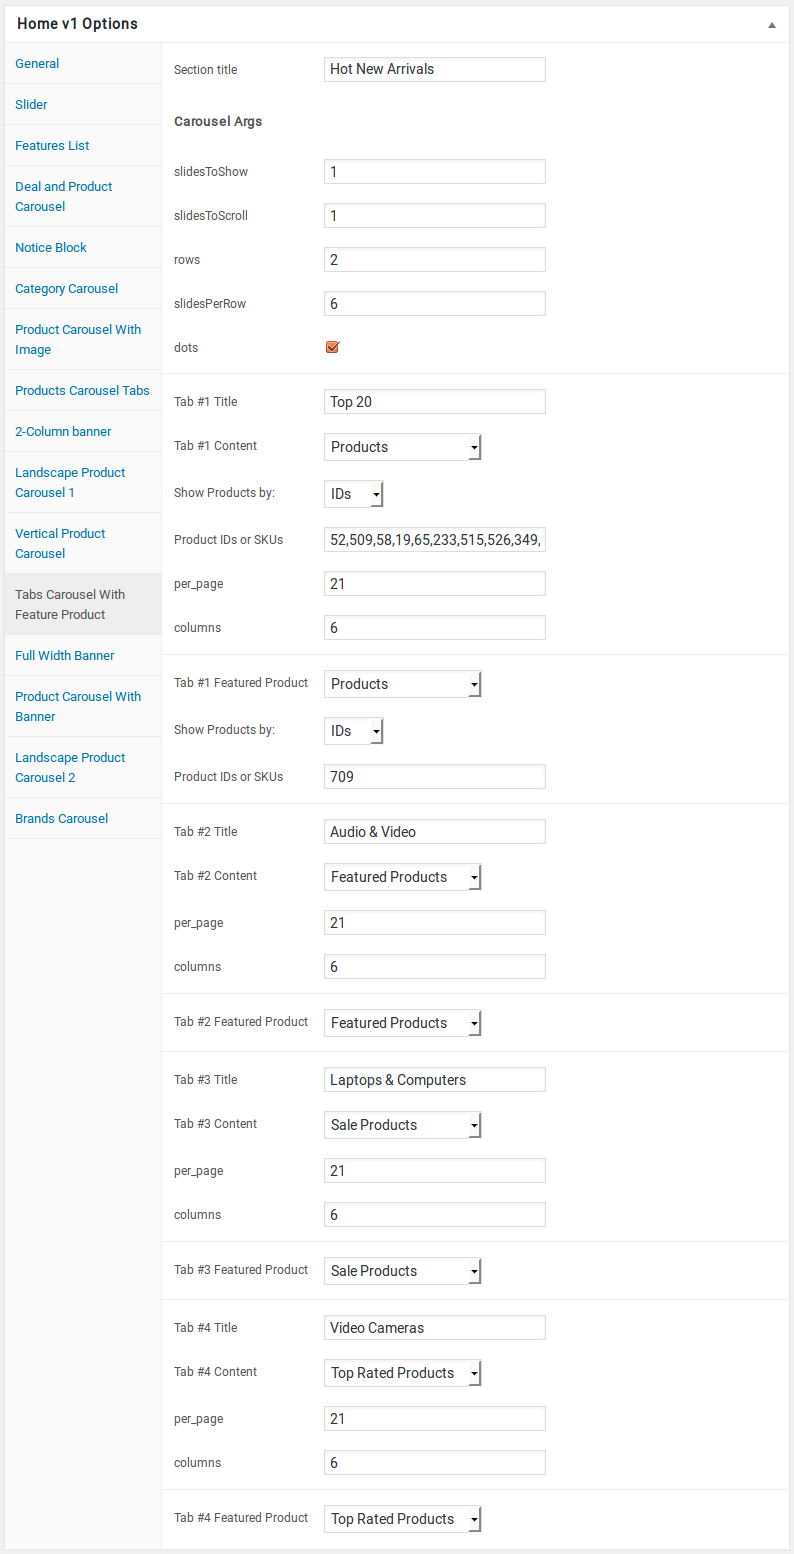 Home v1 Options
General
Slider
Features List
Deal and Product
Carousel
Notice Block
Category Carousel
Product Carousel With
Image
Products Carousel Tabs
2-Column banner
Landscape Product
Carousel 1
Vertical Product
Carousel
Tabs Carousel With
Feature Product
Full Width Banner
Product Carousel With
Banner
Landscape Product
Carousel 2
Brands Carousel
Section title Hot New Arrivals
Carousel Args
slidesToShow 1
slidesToScroll 1
rows 2
slidesPerRow 6
dots
Tab #1 Title Top 20
Tab #1 Content Products
Show Products by: IDs
Product IDs or SKUs 52,509,58,19,65,233,515,526,349,
per_page 21
columns 6
Tab #1 Featured Product Products
Show Products by: IDs
Product IDs or SKUs 709
Tab #2 Title Audio & Video
Tab #2 Content Featured Products
per_page 21
columns 6
Tab #2 Featured Product Featured Products
Tab #3 Title Laptops & Computers
Tab #3 Content Sale Products
per_page 21
columns 6
Tab #3 Featured Product Sale Products
Tab #4 Title Video Cameras
Tab #4 Content Top Rated Products
per_page 21
columns 6
Tab #4 Featured Product Top Rated Products